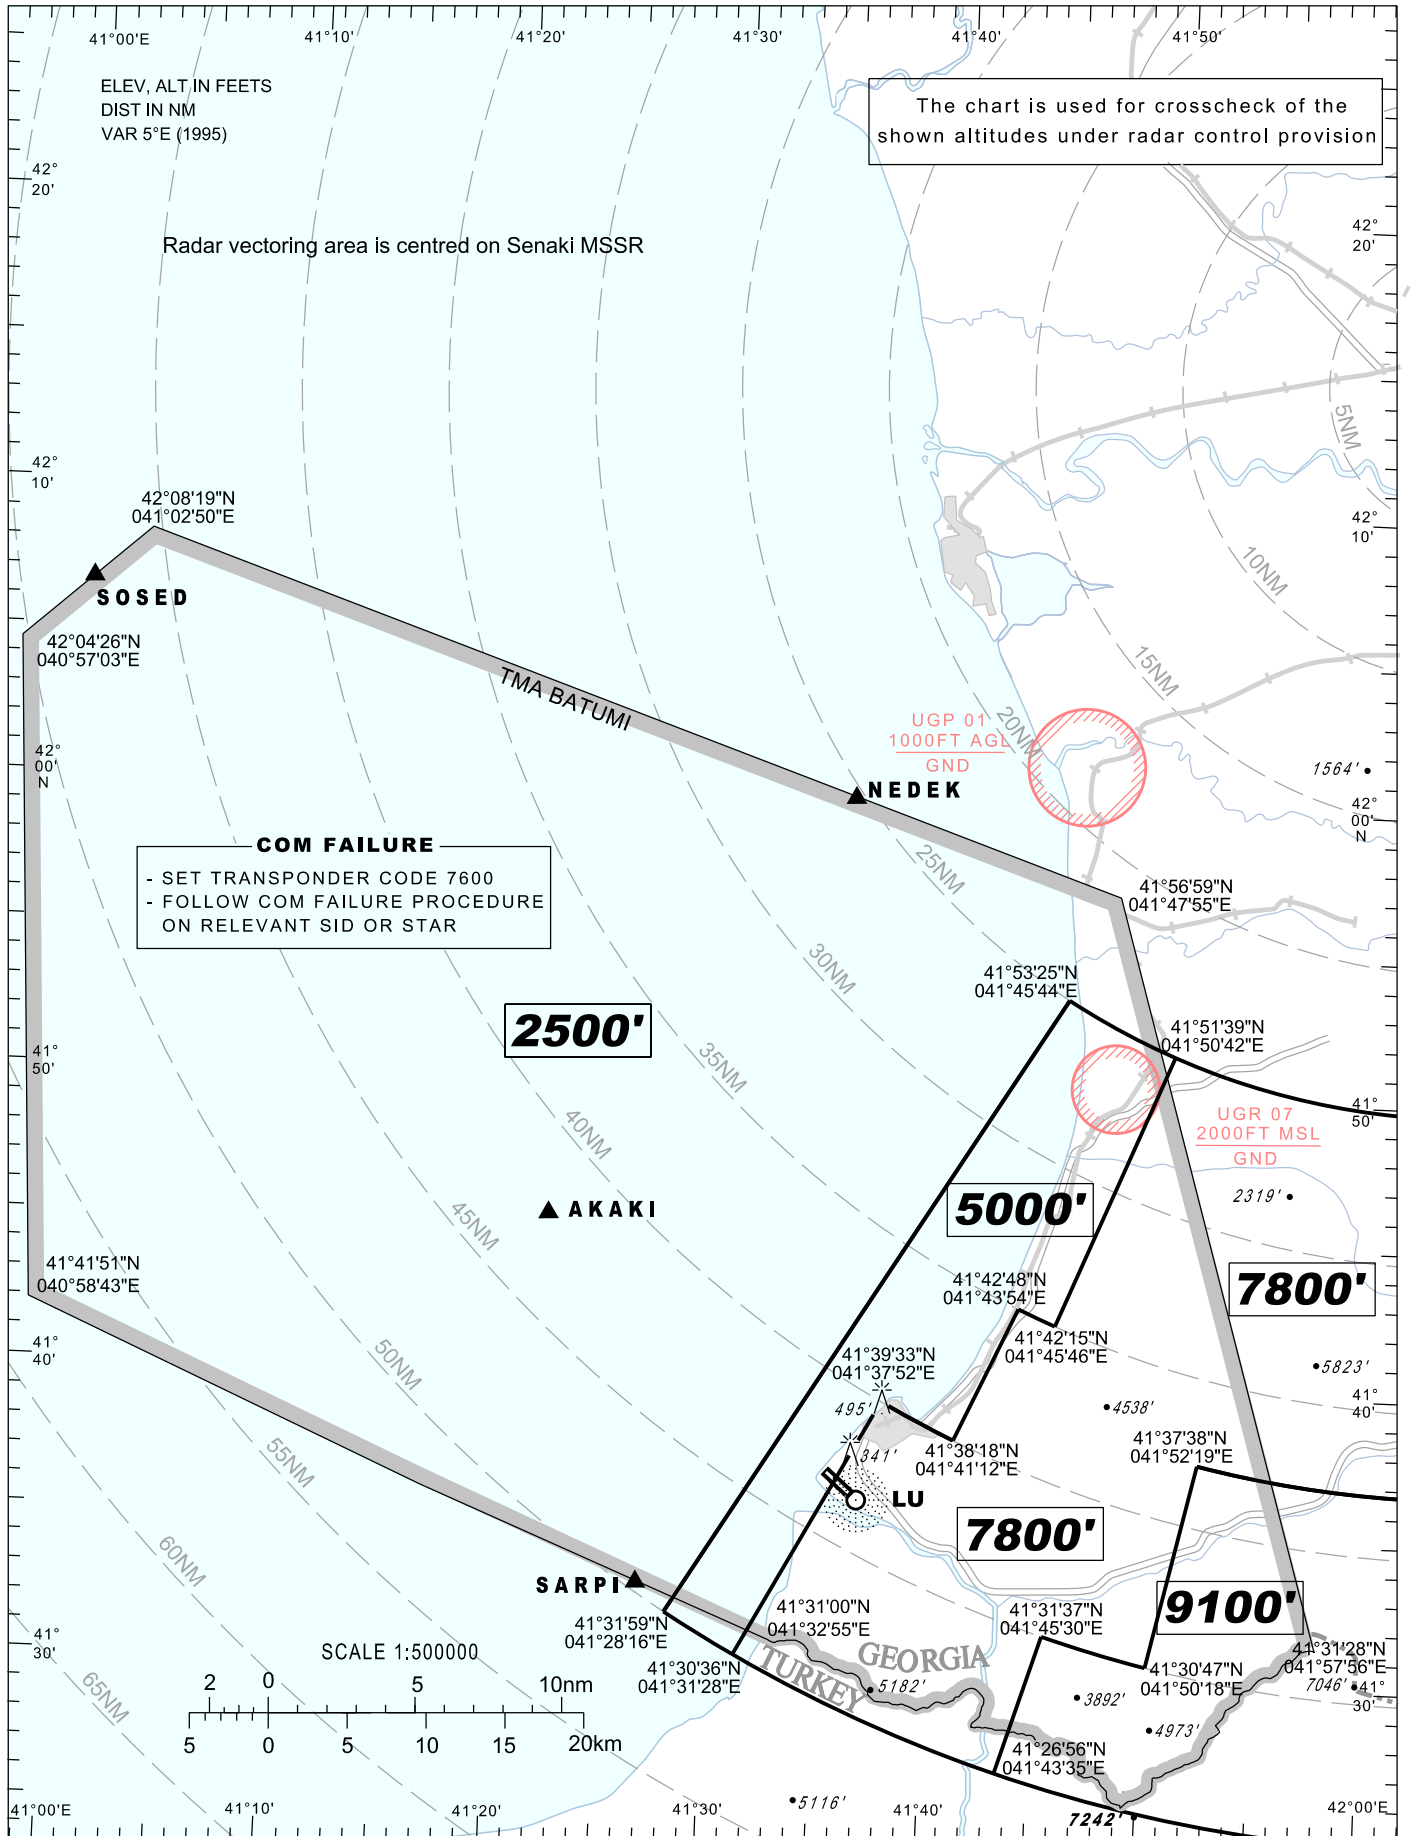 41°00'E
41°10'
41°20'
41°30'
41°40'
41°50'
ELEV, ALT IN FEETS
DIST IN NM
VAR 5°E (1995)
The chart is used for crosscheck of the
shown altitudes under radar control provision
42°
20'
42°
20'
Radar vectoring area is centred on Senaki MSSR
5NM
42°
10'
42°08'19"N
041°02'50"E
42°
10'
10NM
SOSED
42°04'26"N
040°57'03"E
15NM
TMA BATUMI
UGP 01
1000FT AGL
GND
20NM
42°
00'
N
1564'
NEDEK
42°
00'
N
COM FAILURE
- SET TRANSPONDER CODE 7600
- FOLLOW COM FAILURE PROCEDURE
ON RELEVANT SID OR STAR
25NM
41°56'59"N
041°47'55"E
30NM
41°53'25"N
041°45'44"E
2500'
41°51'39"N
041°50'42"E
41°
50'
35NM
41°
50'
UGR 07
2000FT MSL
GND
40NM
2319'
5000'
AKAKI
45NM
41°41'51"N
040°58'43"E
41°42'48"N
041°43'54"E
7800'
41°
40'
50NM
41°39'33"N
041°37'52"E
41°42'15"N
041°45'46"E
5823'
495'
4538'
41°
40'
341'
41°38'18"N
041°41'12"E
41°37'38"N
041°52'19"E
55NM
LU
7800'
60NM
SARPI
9100'
41°31'59"N
041°28'16"E
41°31'00"N
041°32'55"E
41°31'37"N
041°45'30"E
41°
30'
SCALE 1:500000
GEORGIA
TURKEY
41°30'36"N
041°31'28"E
41°30'47"N
041°50'18"E
41°31'28"N
041°57'56"E
7046'
41°
30'
65NM
2 0 5 10nm
5182'
3892'
4973'
5 0 5 10 15 20km
41°26'56"N
041°43'35"E
5116'
7242'
41°00'E
41°10'
41°20'
41°30'
41°40'
42°00'E